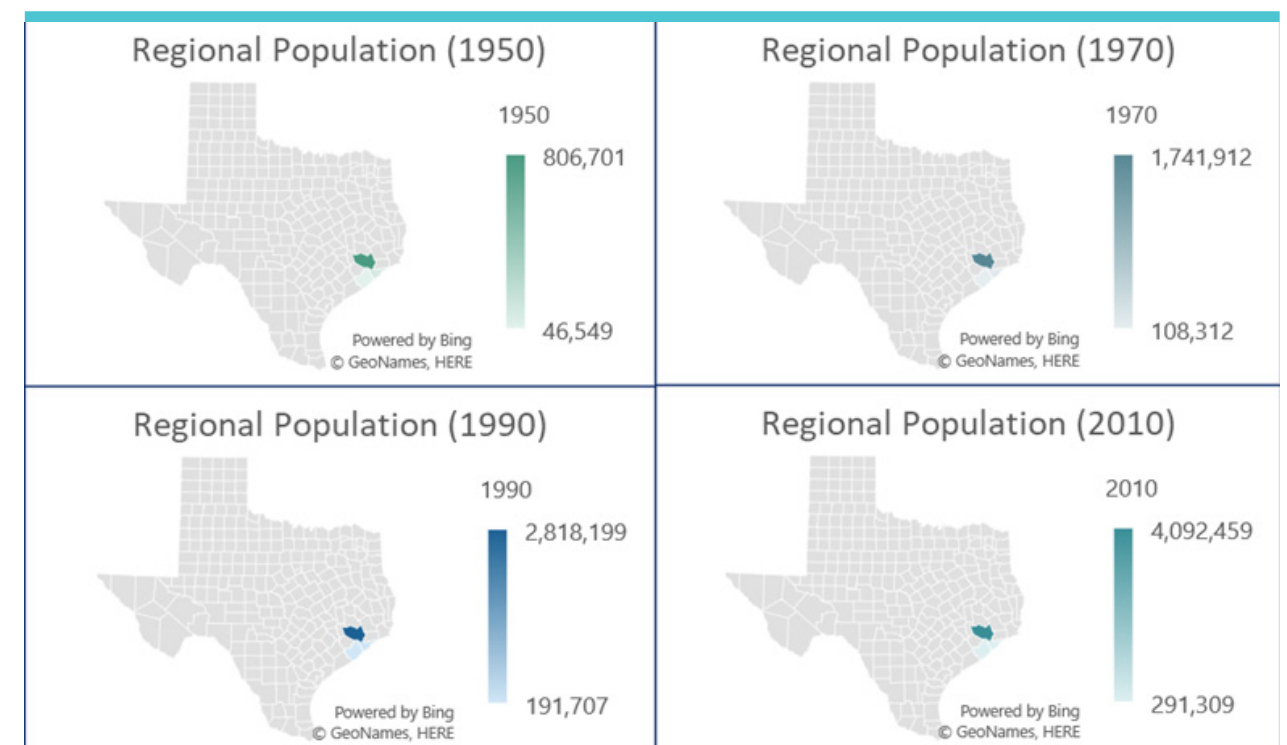 Regional Population (1950)
1950
806,701
46,549
Powered by Bing
© GeoNames, HERE
Regional Population (1970)
1970
1,741,912
108,312
Powered by Bing
© GeoNames, HERE
Regional Population (1990)
1990
2,818,199
191,707
Powered by Bing
© GeoNames, HERE
Regional Population (2010)
2010
4,092,459
291,309
Powered by Bing
© GeoNames, HERE